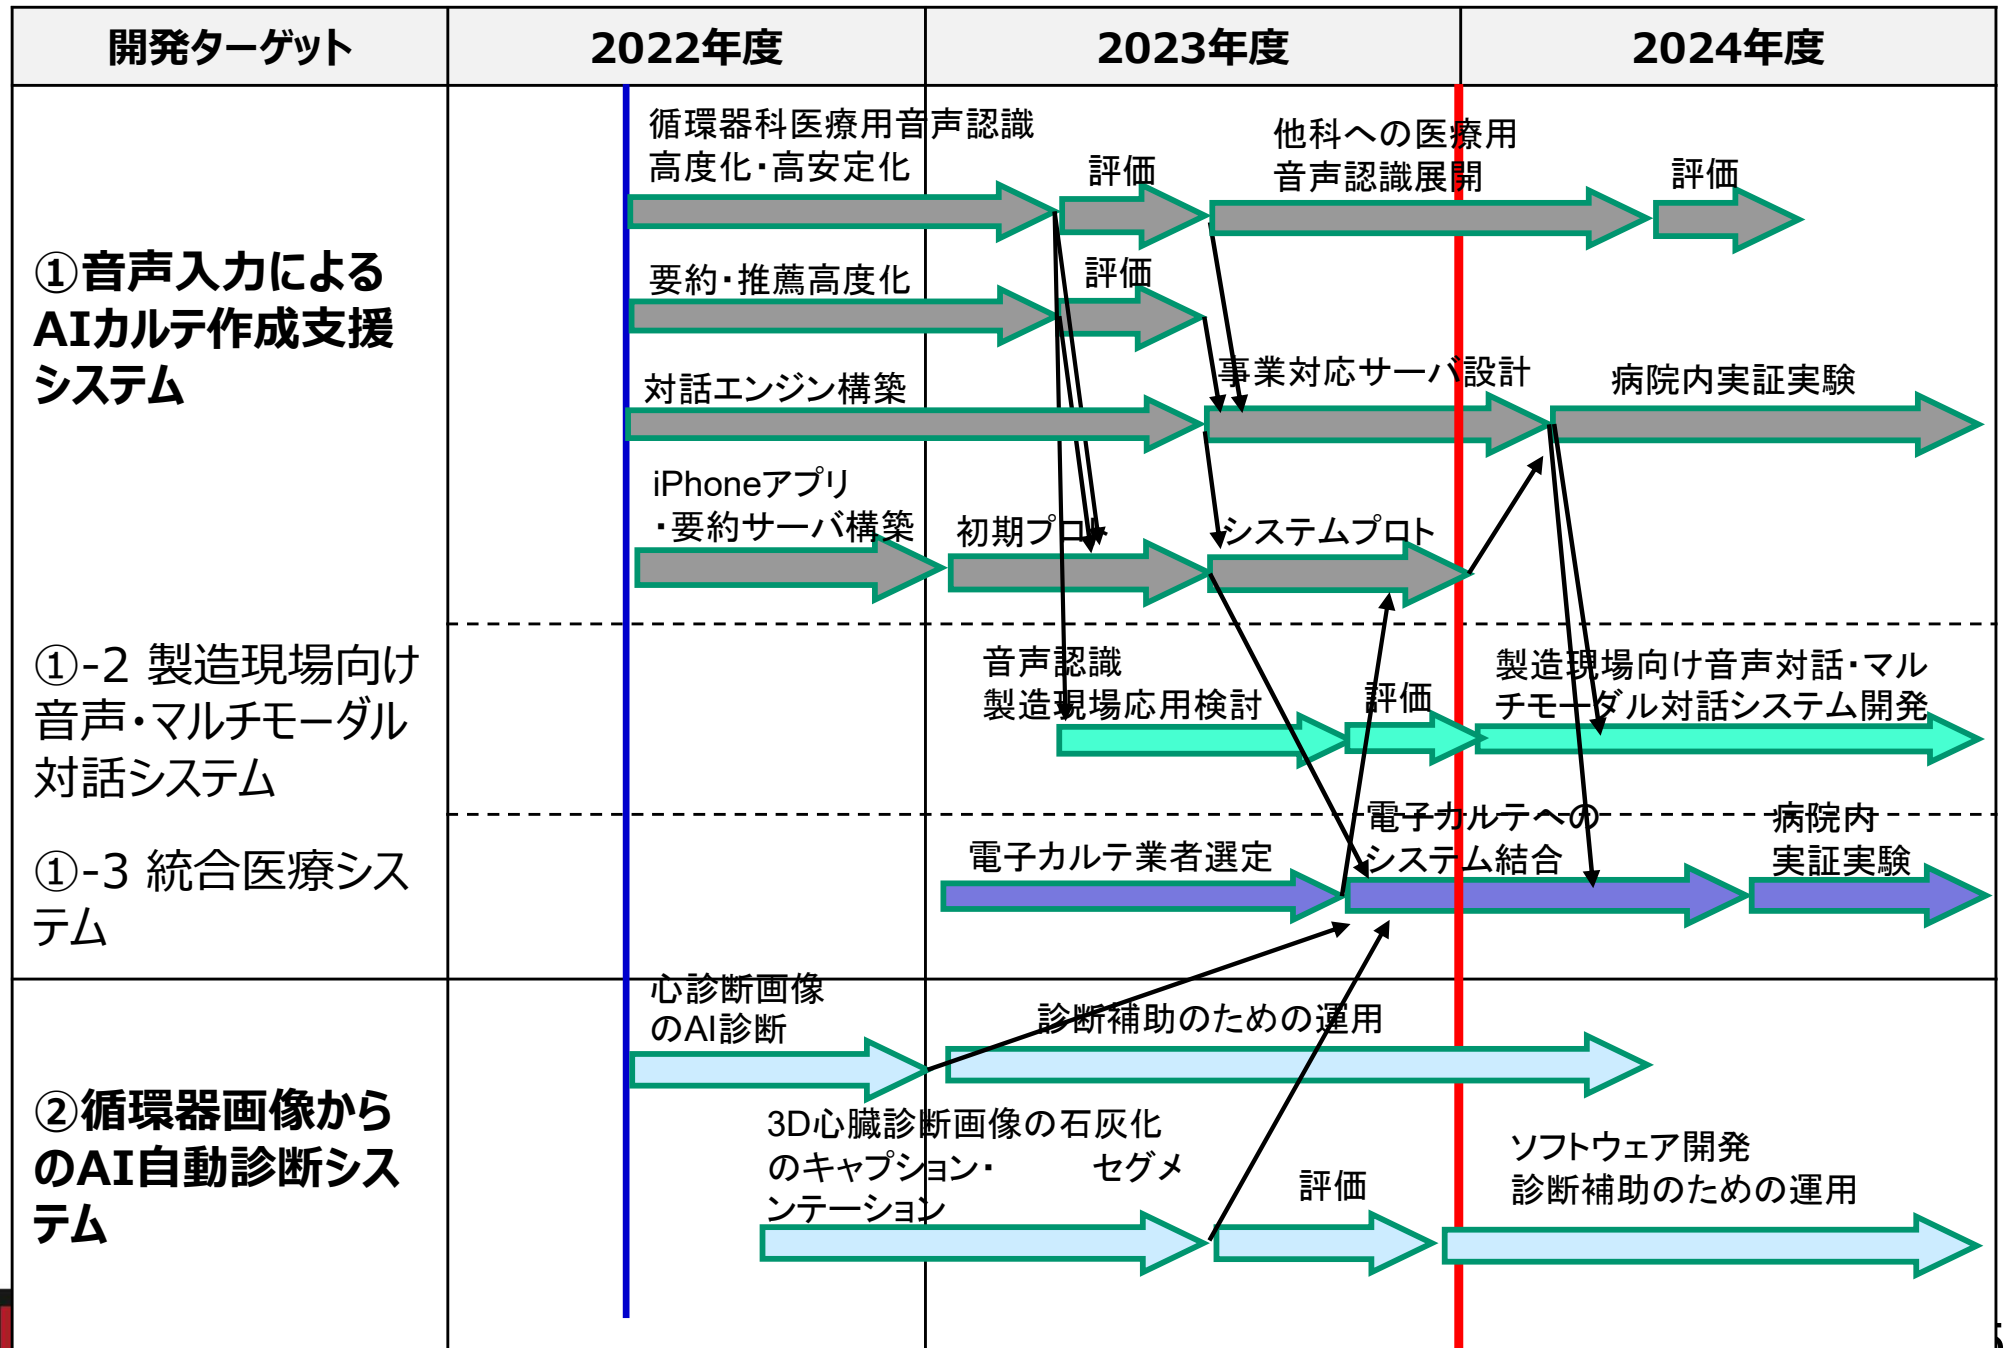 開発ターゲット
2022年度
2023年度
2024年度
①音声入力による
AIカルテ作成支援
システム
循環器科医療用音声認識
高度化・高安定化
評価
他科への医療用
音声認識展開
評価
要約・推薦高度化
評価
対話エンジン構築
事業対応サーバ設計
病院内実証実験
iPhoneアプリ
・要約サーバ構築
初期プロト
システムプロト
①-2 製造現場向け
音声・マルチモーダル
対話システム
音声認識
製造現場応用検討
評価
製造現場向け音声対話・マル
チモーダル対話システム開発
①-3 統合医療シス
テム
電子カルテ業者選定
電子カルテへの
システム結合
病院内
実証実験
②循環器画像から
のAI自動診断シス
テム
心診断画像
のAI診断
診断補助のための運用
3D心臓診断画像の石灰化
のキャプション・ セグメ
ンテーション
評価
ソフトウェア開発
診断補助のための運用